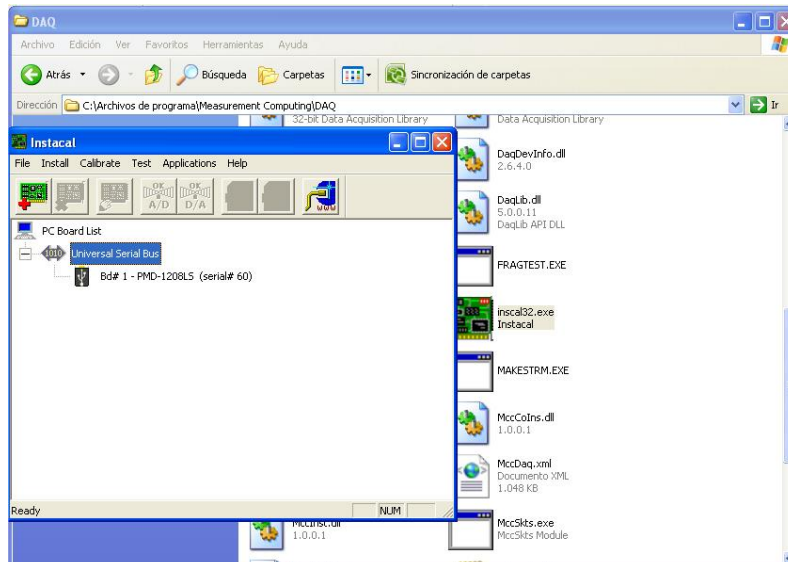 DAQ
Archivo Edición Ver Favoritos Herramientas Ayuda
Atrás Búsqueda Carpetas Sincronización de carpetas
Dirección C:\Archivos de programa\Measurement Computing\DAQ Ir
32-bit Data Acquisition Library
Data Acquisition Library
Instacal
File Install Calibrate Test Applications Help
OK A/D
OK D/A
PC Board List
1010 Universal Serial Bus
Bd# 1 - PMD-1208LS (serial# 60)
Ready NUM
DaqDevInfo.dll
2.6.4.0
DaqLib.dll
5.0.0.11
DaqLib API DLL
FRAGTEST.EXE
inscal32.exe
Instacal
MAKESTRM.EXE
MccCoIns.dll
1.0.0.1
MccDaq.xml
Documento XML
1.048 KB
MccInst.dll
1.0.0.1
MccSkts.exe
MccSkts Module